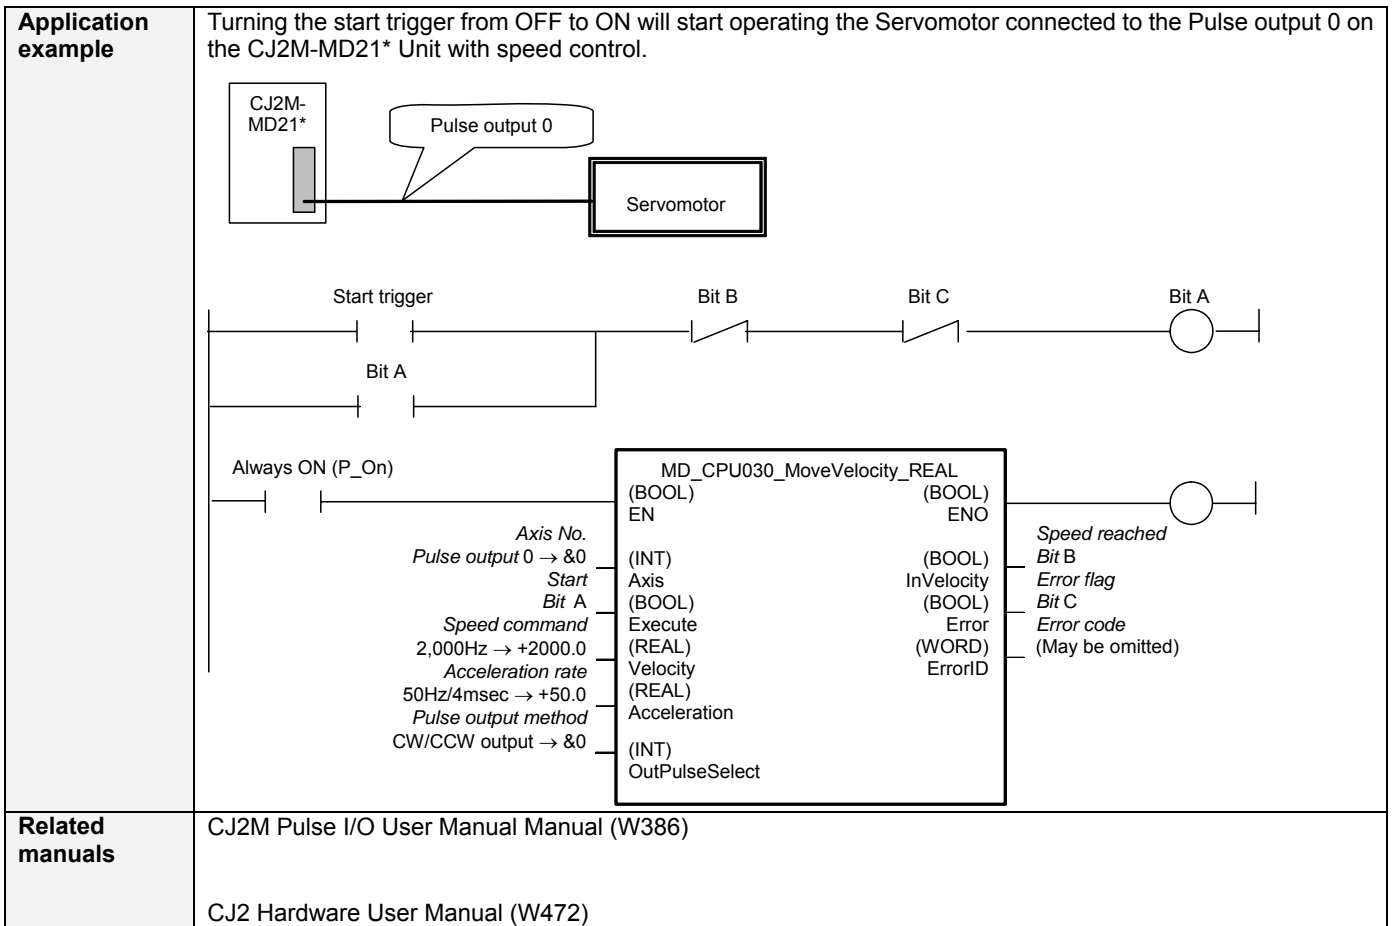 Application
example
Turning the start trigger from OFF to ON will start operating the Servomotor connected to the Pulse output 0 on
the CJ2M-MD21* Unit with speed control.
CJ2M-
MD21*
Pulse output 0
Servomotor
Start trigger
Bit B
Bit C
Bit A
Bit A
Always ON (P_On)
MD_CPU030_MoveVelocity_REAL
(BOOL)
EN
(BOOL)
ENO
Axis No.
Pulse output 0 → &0
Start
Bit A
Speed command
2,000Hz → +2000.0
Acceleration rate
50Hz/4msec → +50.0
Pulse output method
CW/CCW output → &0
(INT)
Axis
(BOOL)
Execute
(REAL)
Velocity
(REAL)
Acceleration
(INT)
OutPulseSelect
(BOOL)
InVelocity
(BOOL)
Error
(WORD)
ErrorID
Speed reached
Bit B
Error flag
Bit C
Error code
(May be omitted)
Related
manuals
CJ2M Pulse I/O User Manual Manual (W386)
CJ2 Hardware User Manual (W472)